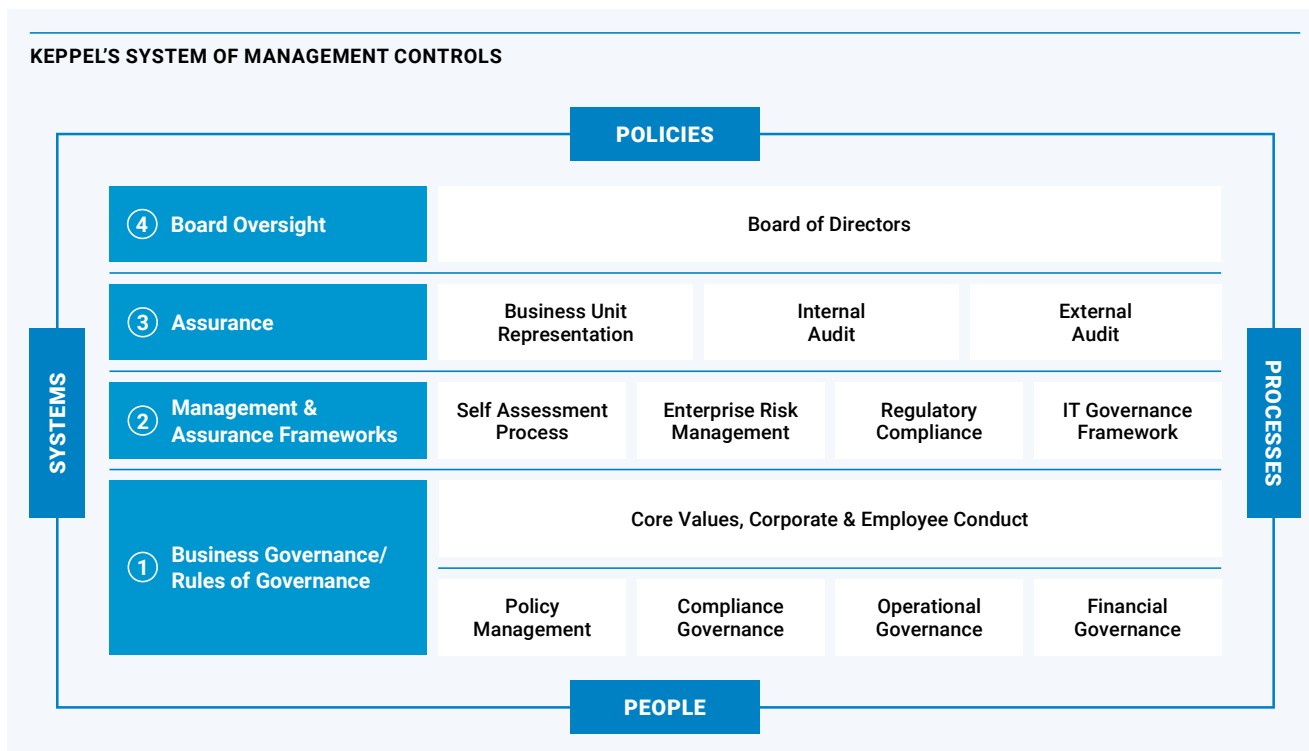 KEPPEL'S SYSTEM OF MANAGEMENT CONTROLS
POLICIES
4 Board Oversight
Board of Directors
3 Assurance
Business Unit
Representation
Internal
Audit
External
Audit
SYSTEMS
PROCESSES
2 Management &
Assurance Frameworks
Self Assessment
Process
Enterprise Risk
Management
Regulatory
Compliance
IT Governance
Framework
1 Business Governance/
Rules of Governance
Core Values, Corporate & Employee Conduct
Policy
Management
Compliance
Governance
Operational
Governance
Financial
Governance
PEOPLE